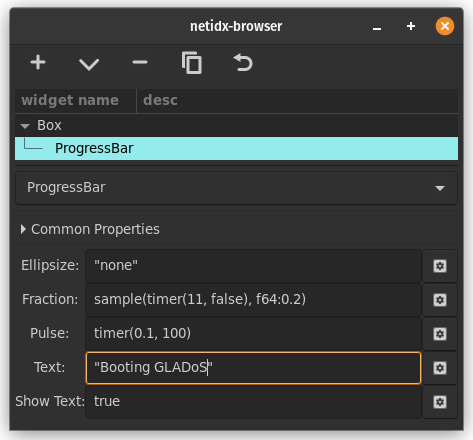 netidx-browser
widget name desc
Box
ProgressBar
ProgressBar
Common Properties
Ellipsize: "none"
Fraction: sample(timer(11, false), f64:0.2)
Pulse: timer(0.1, 100)
Text: "Booting GLADoS"
Show Text: true